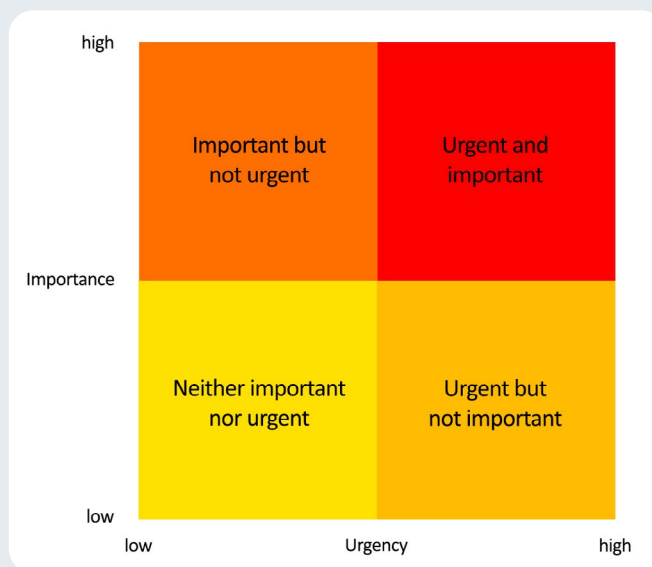 high
Important but
not urgent
Urgent and
important
Importance
Neither important
nor urgent
Urgent but
not important
low
low
Urgency
high